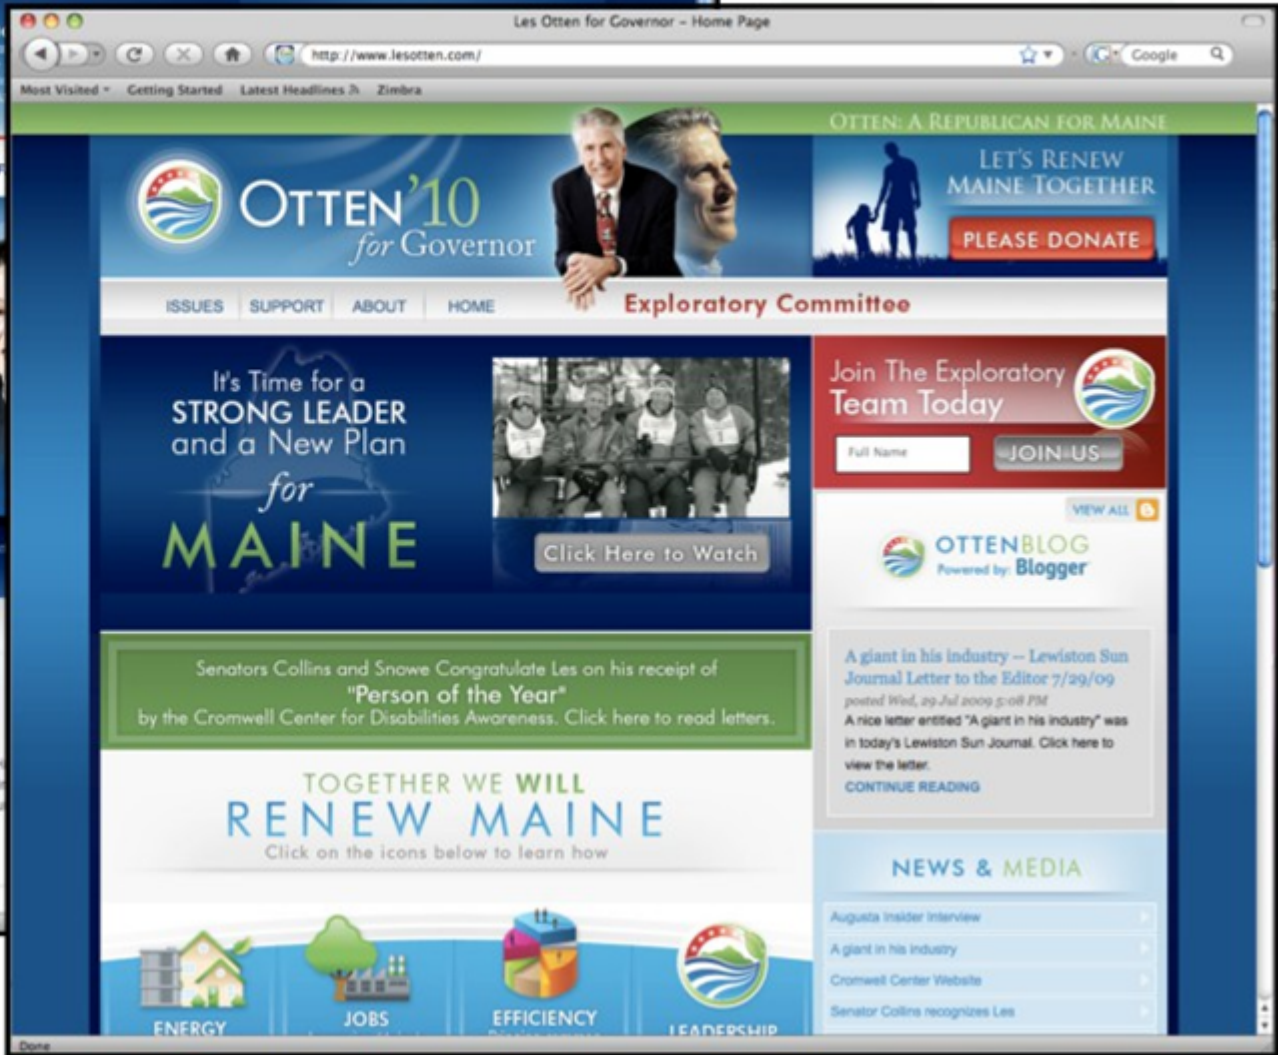 Les Otten for Governor – Home Page
http://www.lesotten.com/
Google
Most Visited
Getting Started
Latest Headlines
Zimbra
OTTEN: A REPUBLICAN FOR MAINE
OTTEN '10
for Governor
LET'S RENEW
MAINE TOGETHER
PLEASE DONATE
ISSUES
SUPPORT
ABOUT
HOME
Exploratory Committee
It's Time for a
STRONG LEADER
and a New Plan
for
MAINE
Click Here to Watch
Join The Exploratory
Team Today
Full Name
JOIN US
VIEW ALL
OTTENBLOG
Powered by: Blogger
A giant in his industry -- Lewiston Sun
Journal Letter to the Editor 7/29/09
posted Wed, 29 Jul 2009 5:08 PM
A nice letter entitled "A giant in his industry" was
in today's Lewiston Sun Journal. Click here to
view the letter.
CONTINUE READING
Senators Collins and Snowe Congratulate Les on his receipt of
"Person of the Year"
by the Cromwell Center for Disabilities Awareness. Click here to read letters.
TOGETHER WE WILL
RENEW MAINE
Click on the icons below to learn how
NEWS & MEDIA
Augusta Insider Interview
A giant in his industry
Cromwell Center Website
Senator Collins recognizes Les
ENERGY
JOBS
EFFICIENCY
LEADERSHIP
Done